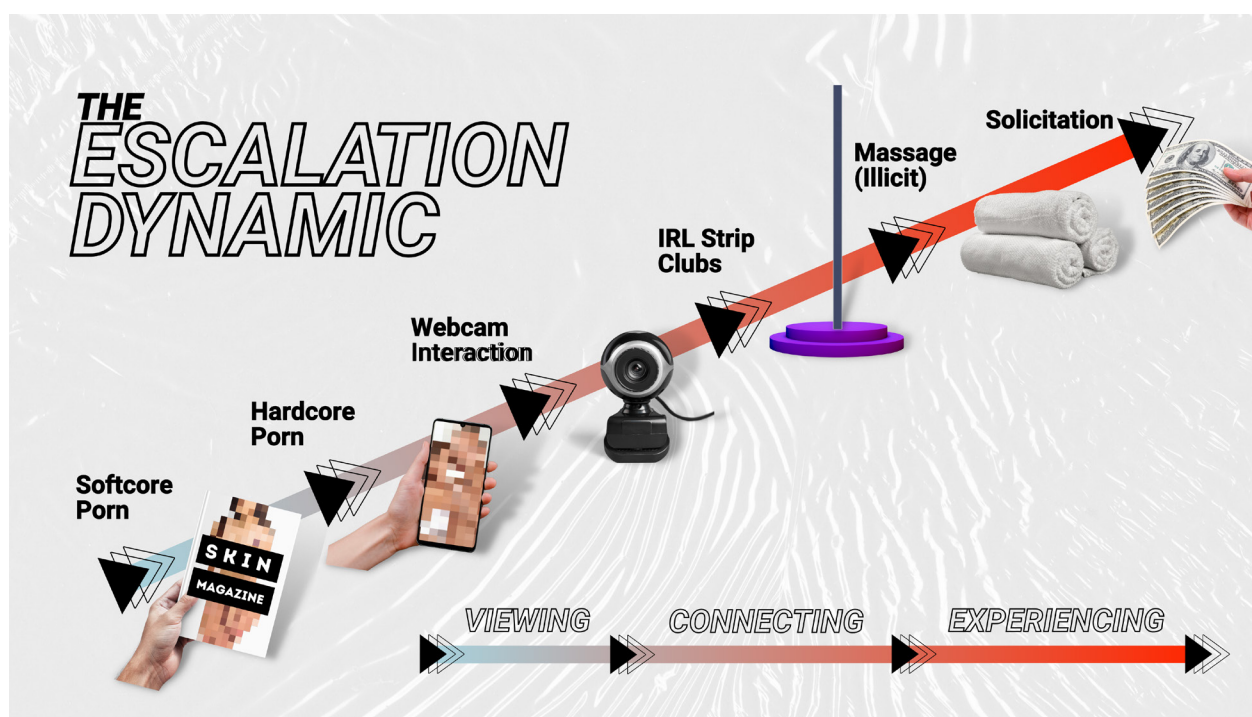 THE
ESCALATION
DYNAMIC
Softcore
Porn
SKIN
MAGAZINE
Hardcore
Porn
Webcam
Interaction
IRL Strip
Clubs
Massage
(Illicit)
Solicitation
VIEWING
CONNECTING
EXPERIENCING